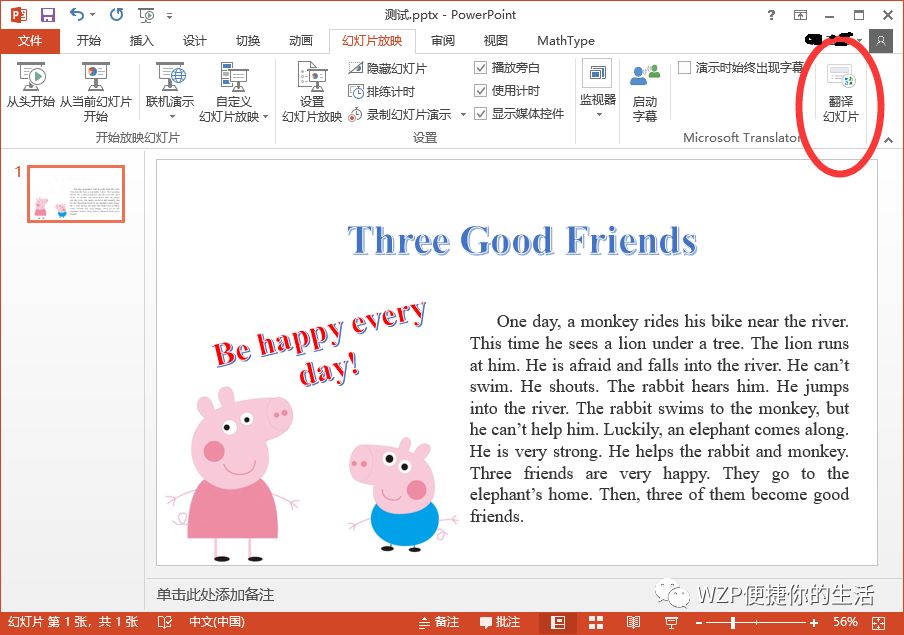 测试.pptx - PowerPoint
?
文件 开始 插入 设计 切换 动画 幻灯片放映 审阅 视图 MathType
从头开始
从当前幻灯片
开始
联机演示
自定义
幻灯片放映
开始放映幻灯片
设置
幻灯片放映
隐藏幻灯片
排练计时
录制幻灯片演示
播放旁白
使用计时
显示媒体控件
设置
监视器
启动
字幕
演示时始终出现字幕
Microsoft Translator
翻译
幻灯片
1
Three Good Friends
Be happy every
day!
One day, a monkey rides his bike near the river.
This time he sees a lion under a tree. The lion runs
at him. He is afraid and falls into the river. He can’t
swim. He shouts. The rabbit hears him. He jumps
into the river. The rabbit swims to the monkey, but
he can’t help him. Luckily, an elephant comes along.
He is very strong. He helps the rabbit and monkey.
Three friends are very happy. They go to the
elephant’s home. Then, three of them become good
friends.
单击此处添加备注
WZP便捷你的生活
幻灯片 第 1 张，共 1 张 中文(中国) 备注 批注 56%